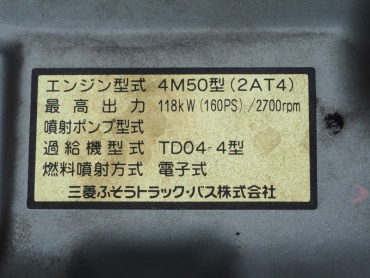 エンジン型式 4M50型(2AT4)
最高出力 118kW(160PS)/2700rpm
噴射ポンプ型式
過給機型式 TD04-4型
燃料噴射方式 電子式
三菱ふそうトラック・バス株式会社